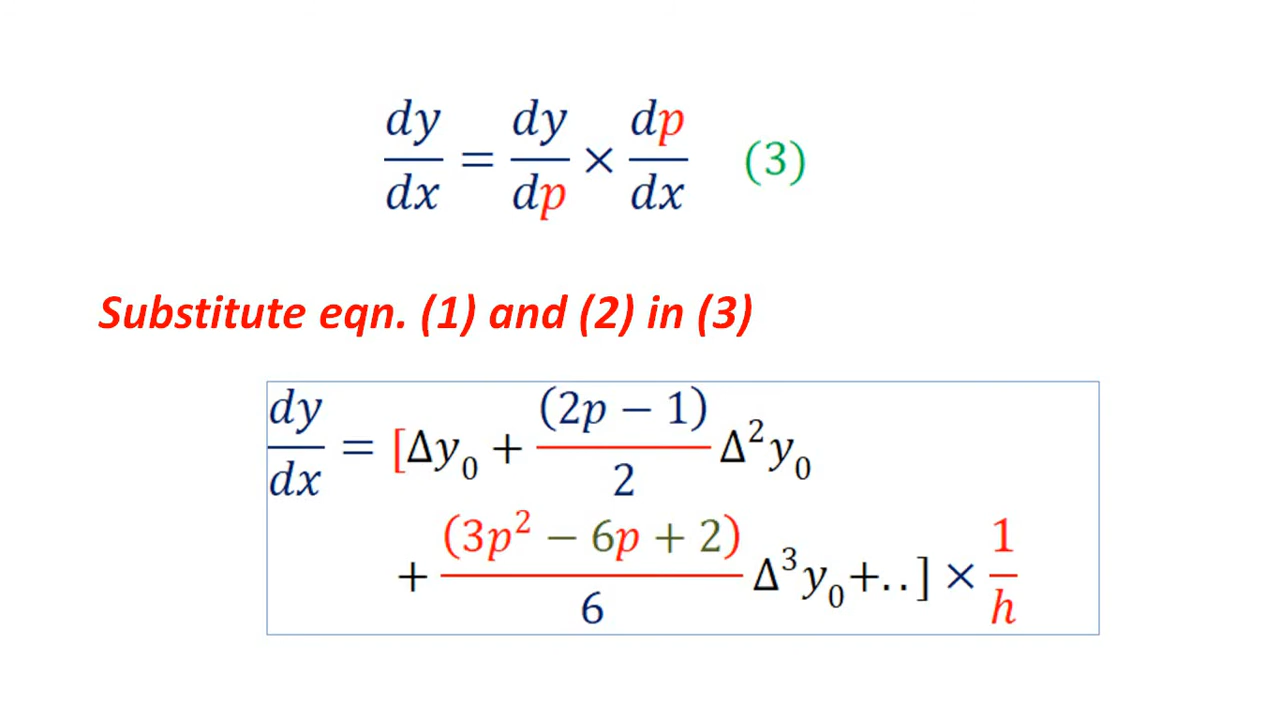 dy/dx = dy/dp × dp/dx (3)
Substitute eqn. (1) and (2) in (3)
dy/dx = [Δy₀ + (2p − 1)/2 Δ²y₀
+ (3p² − 6p + 2)/6 Δ³y₀+..] × 1/h